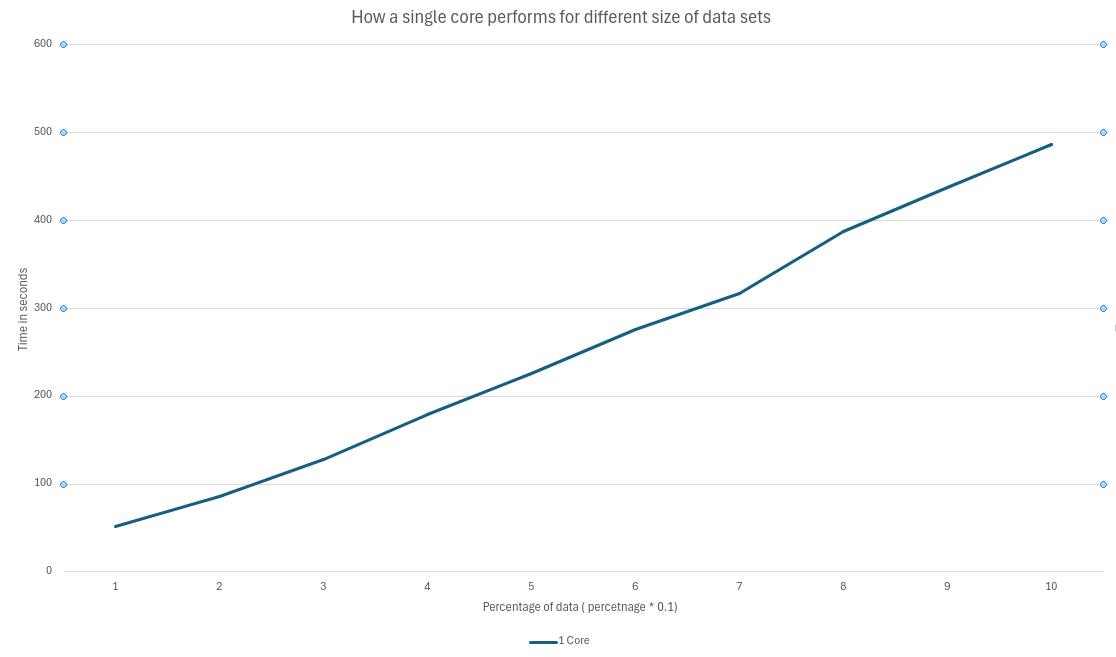 How a single core performs for different size of data sets
600
500
400
300
200
100
0
Time in seconds
1 2 3 4 5 6 7 8 9 10
Percentage of data ( percetnage * 0.1)
1 Core